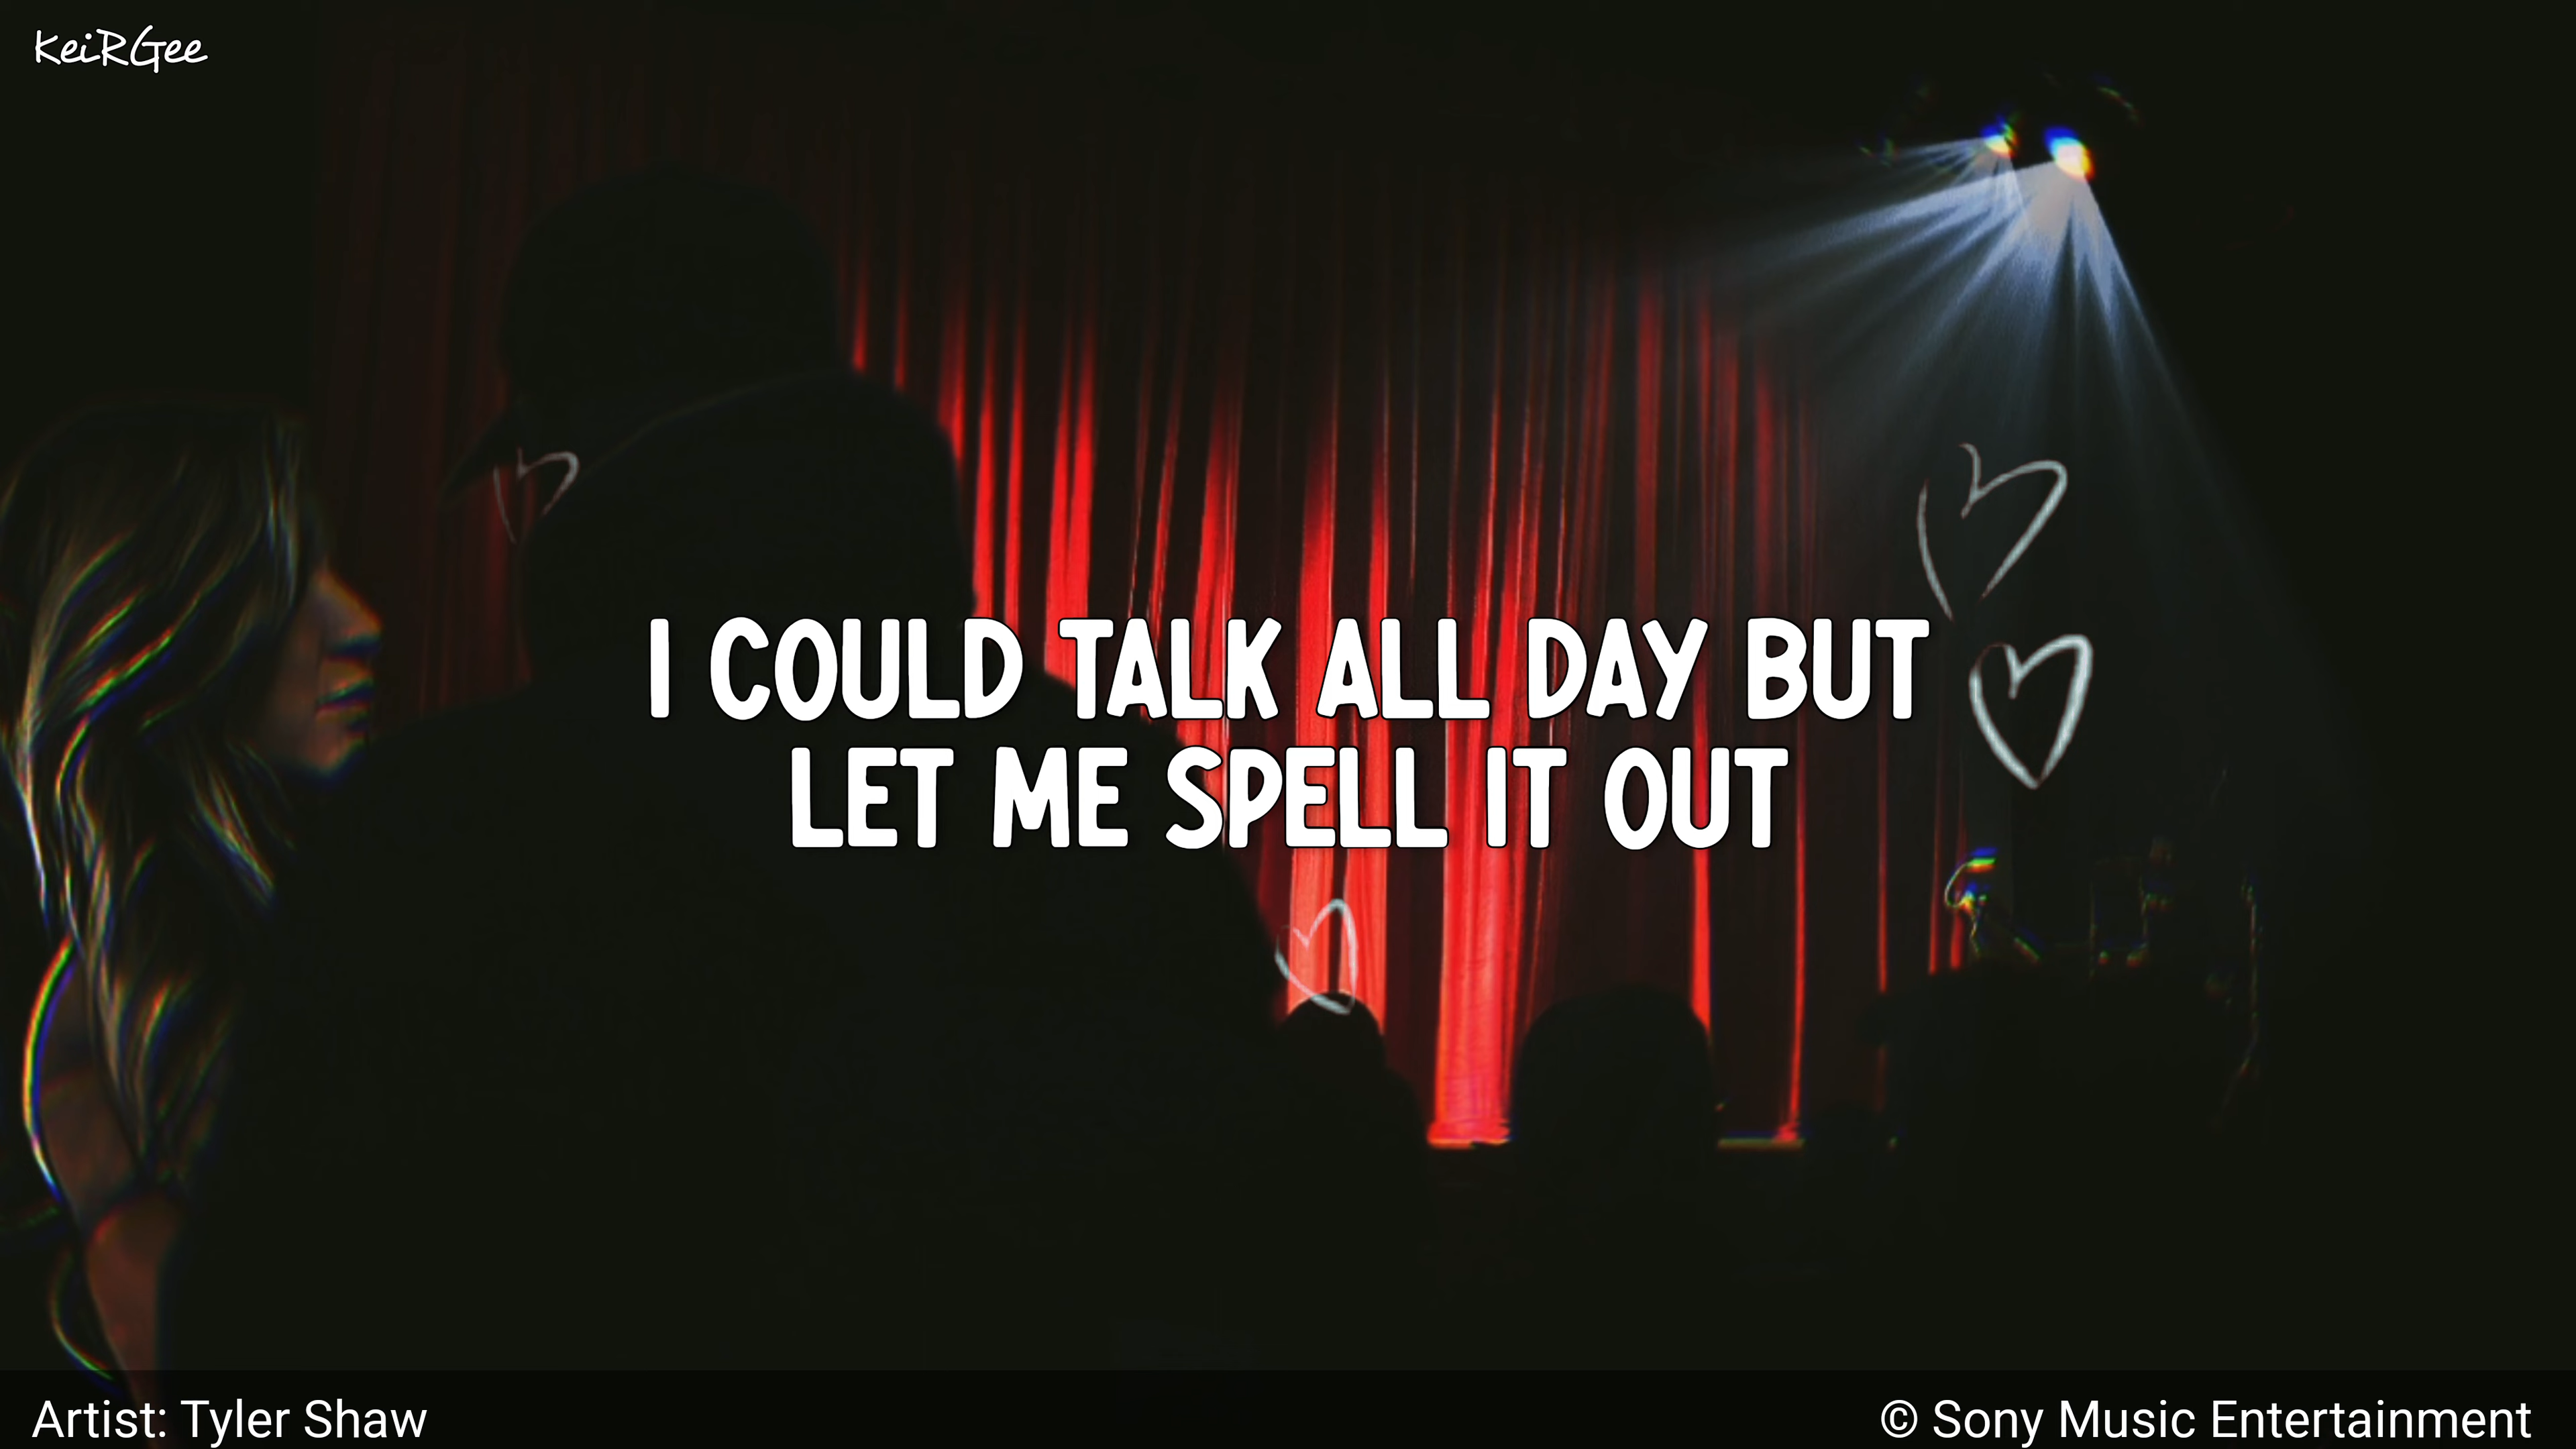 KeiRGee
I COULD TALK ALL DAY BUT
LET ME SPELL IT OUT
Artist: Tyler Shaw
© Sony Music Entertainment